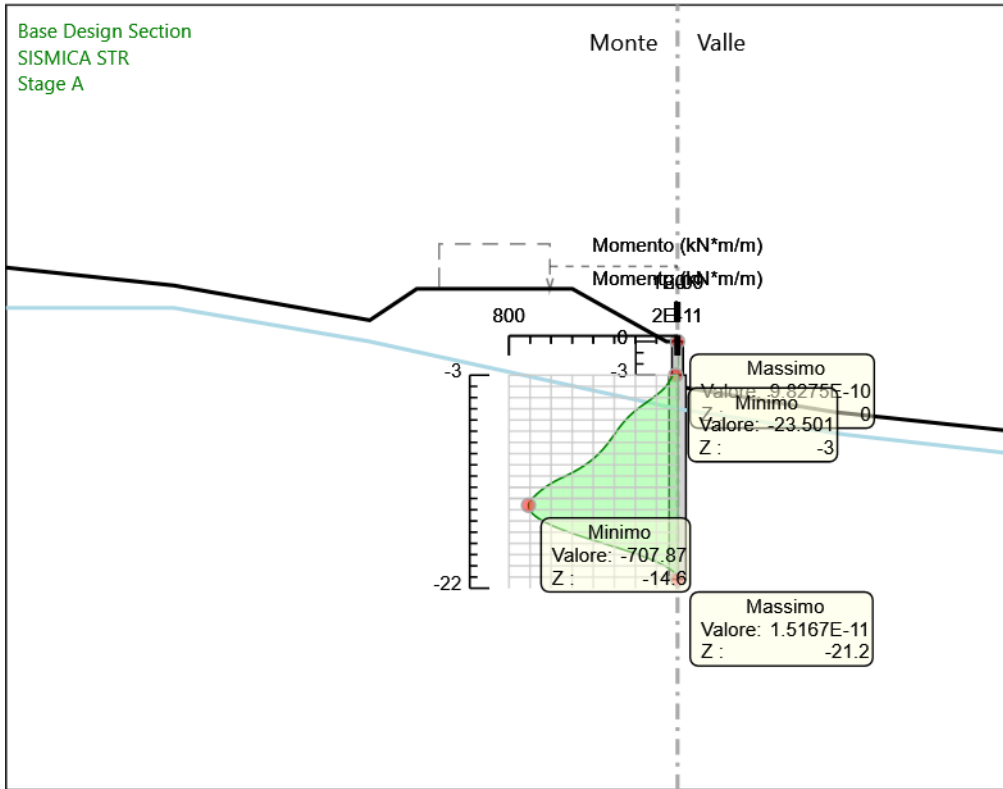 Base Design Section
SISMICA STR
Stage A
Monte
Valle
Momento (kN*m/m)
Momento (kN*m/m)
800
2E-11
0
-3
-3
-22
Massimo
Valore: 9.8275E-10
Z : 0
Minimo
Valore: -23.501
Z : -3
Minimo
Valore: -707.87
Z : -14.6
Massimo
Valore: 1.5167E-11
Z : -21.2